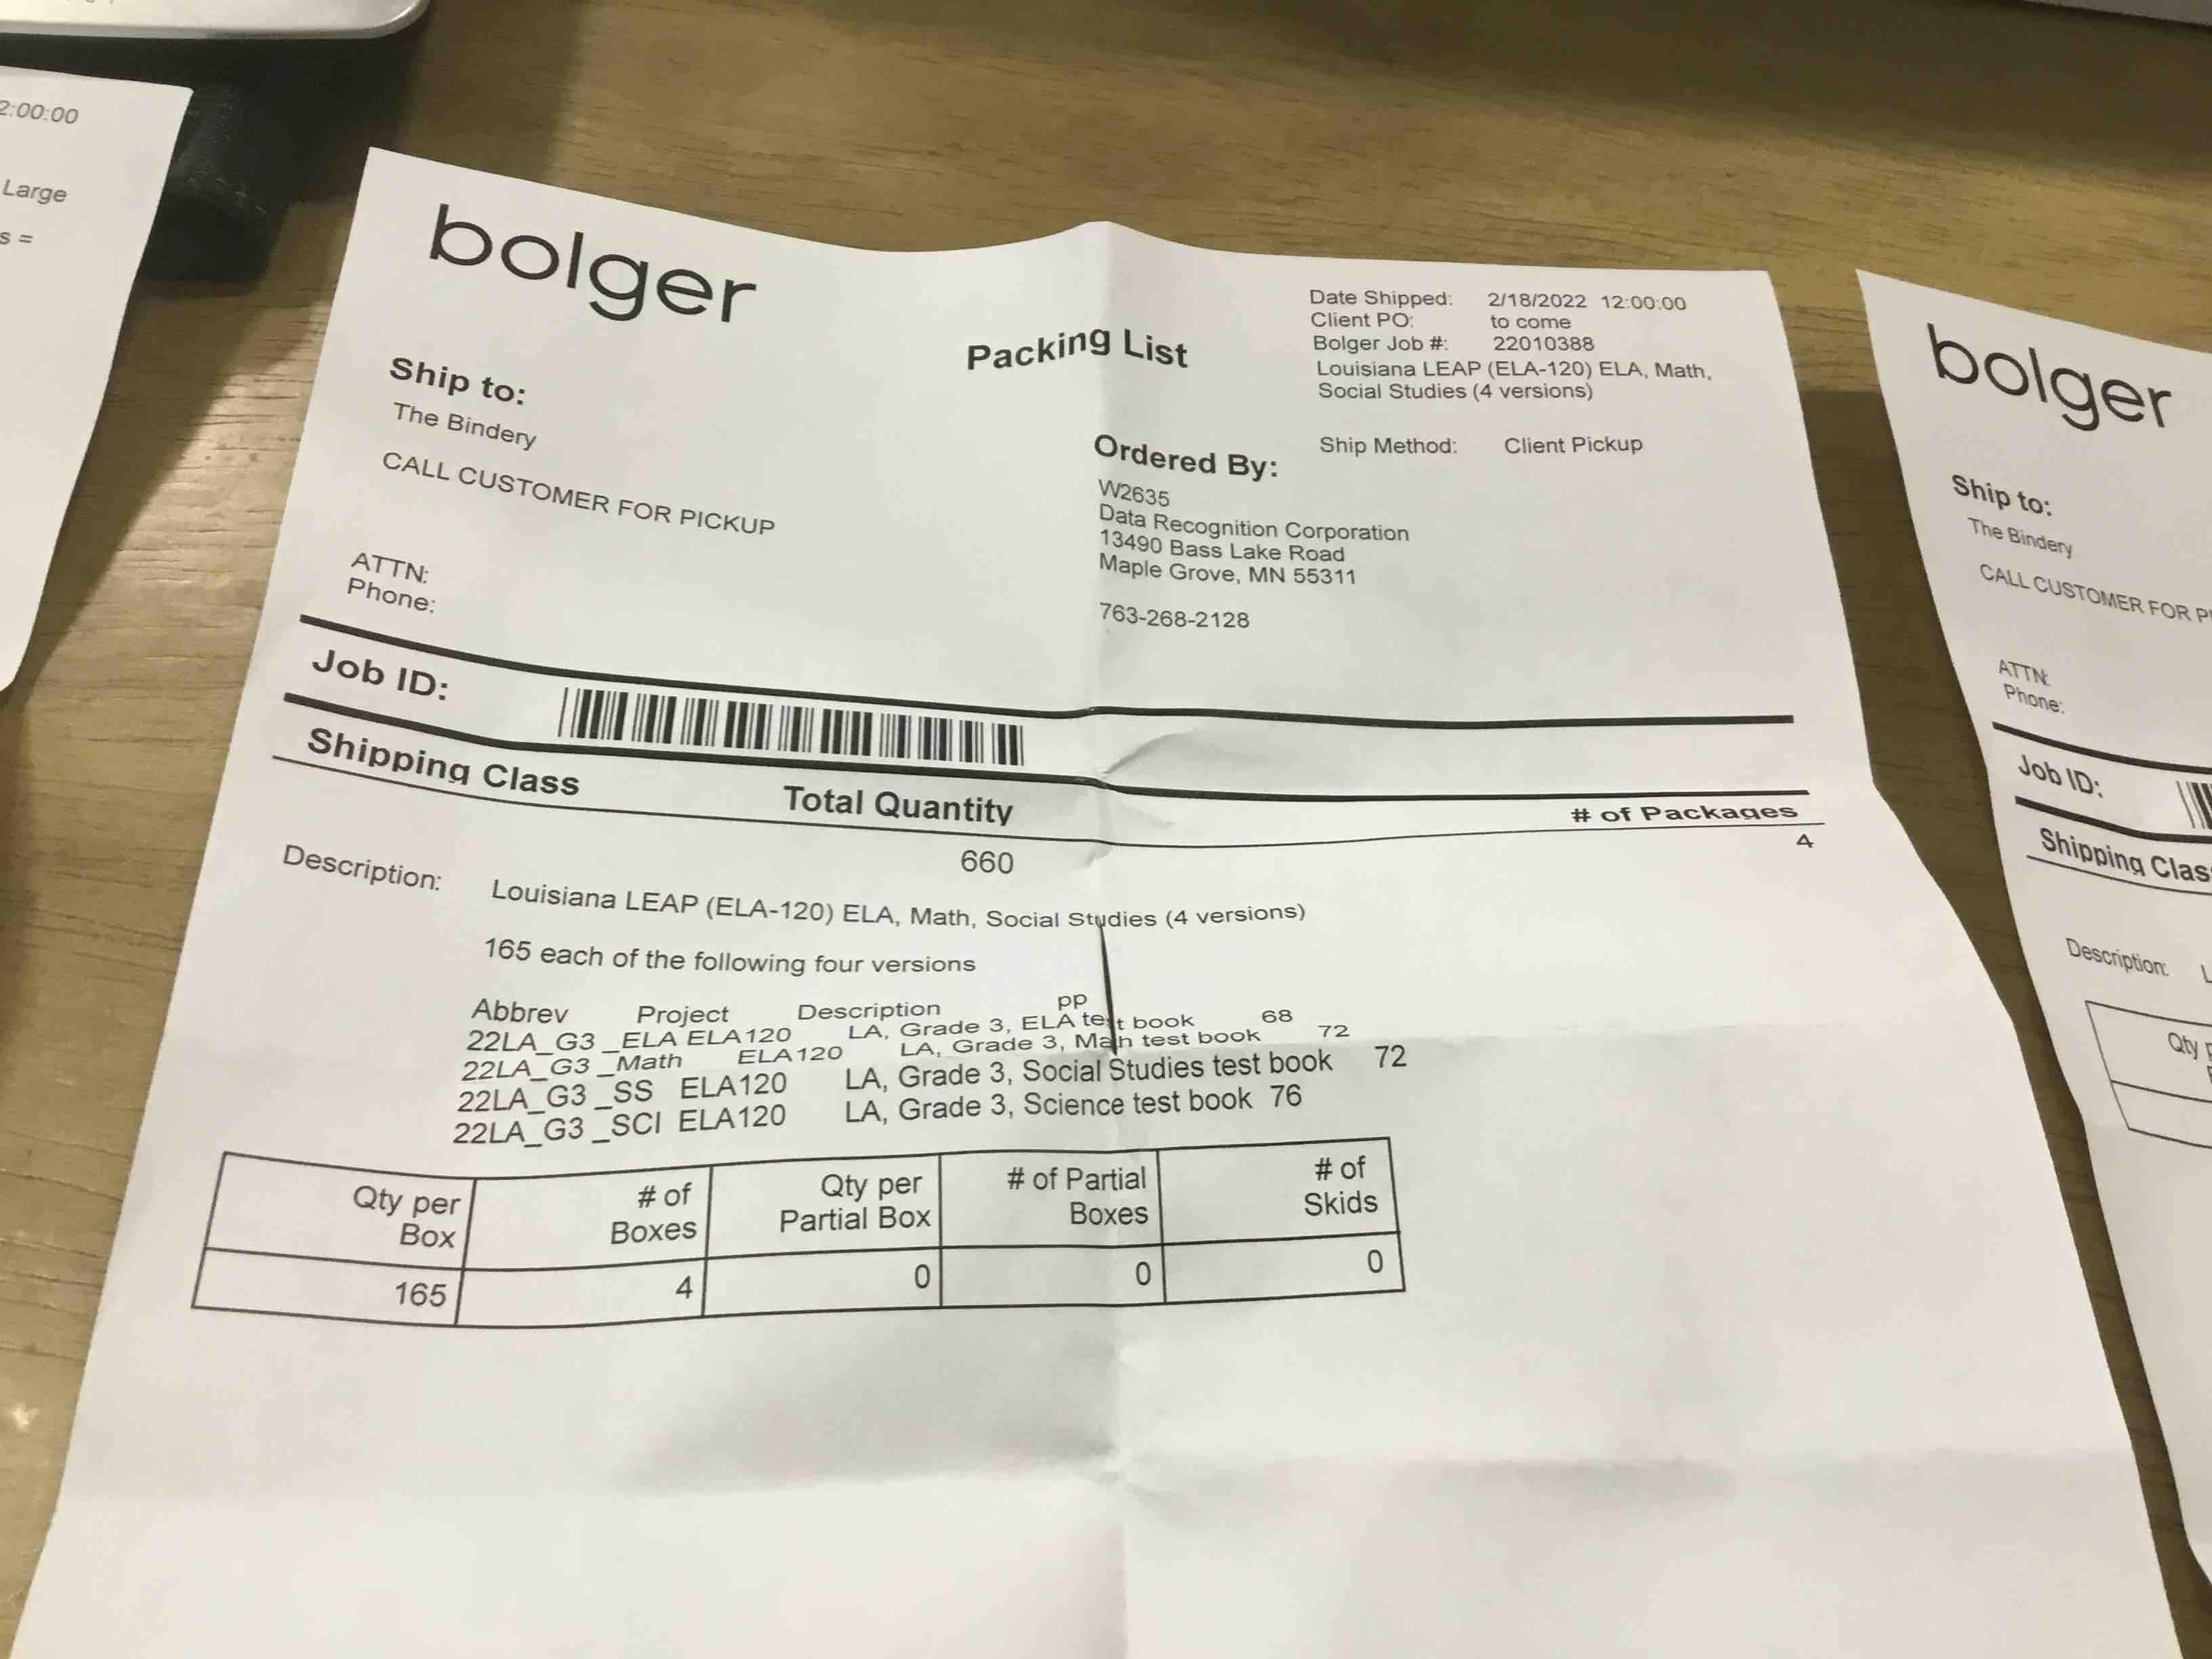 2:00:00
Large
s =
bolger
Packing List
Date Shipped: 2/18/2022 12:00:00
Client PO: to come
Bolger Job #: 22010388
Louisiana LEAP (ELA-120) ELA, Math,
Social Studies (4 versions)
Ship Method: Client Pickup
Ship to:
The Bindery
CALL CUSTOMER FOR PICKUP
ATTN:
Phone:
Ordered By:
W2635
Data Recognition Corporation
13490 Bass Lake Road
Maple Grove, MN 55311
763-268-2128
Job ID:
Shipping Class Total Quantity # of Packages
660 4
Description: Louisiana LEAP (ELA-120) ELA, Math, Social Studies (4 versions)
165 each of the following four versions
Abbrev Project Description pp
22LA_G3 _ELA ELA120 LA, Grade 3, ELA test book 68
22LA_G3 _Math ELA120 LA, Grade 3, Math test book 72
22LA_G3 _SS ELA120 LA, Grade 3, Social Studies test book 72
22LA_G3 _SCI ELA120 LA, Grade 3, Science test book 76
Qty per Box # of Boxes Qty per Partial Box # of Partial Boxes # of Skids
165 4 0 0 0
bolger
Ship to:
The Bindery
CALL CUSTOMER FOR
ATTN:
Phone:
Job ID:
Shipping Clas
Description: L
Qty